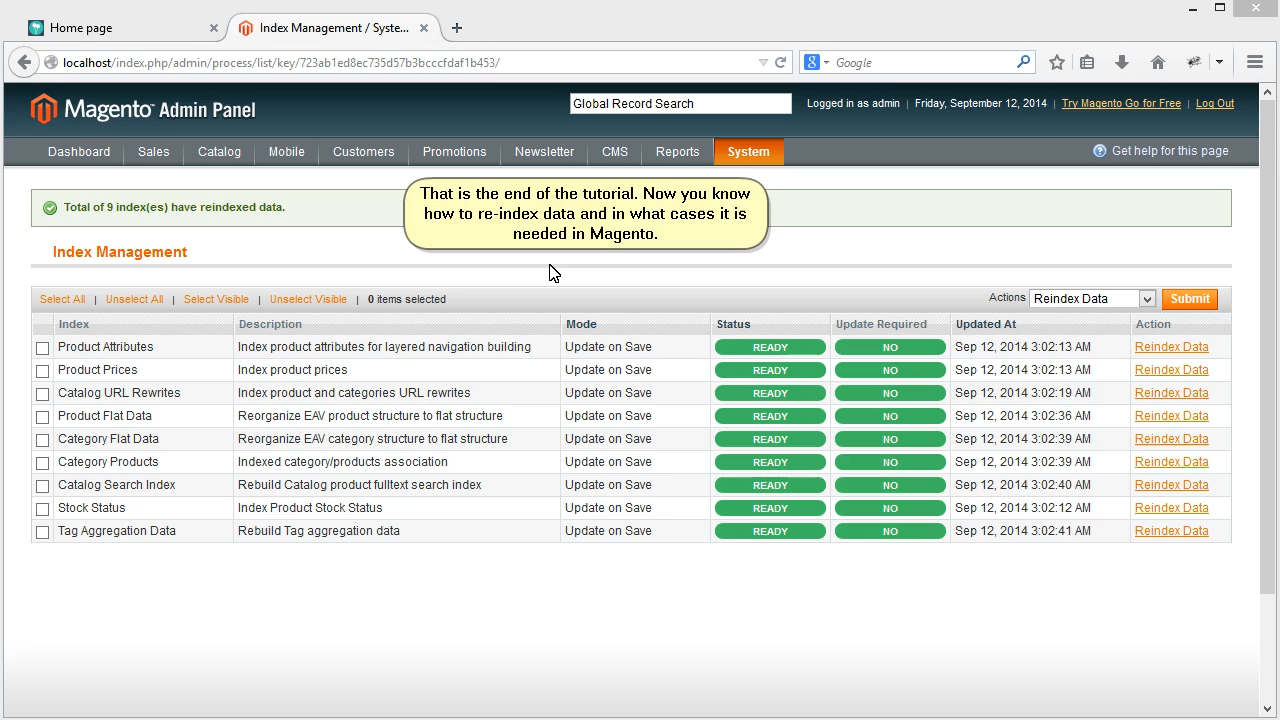 Home page
Index Management / Syste...
localhost/index.php/admin/process/list/key/723ab1ed8ec735d57b3bcccfdaf1b453/
Google
Magento™ Admin Panel
Global Record Search
Logged in as admin | Friday, September 12, 2014 | Try Magento Go for Free | Log Out
Dashboard Sales Catalog Mobile Customers Promotions Newsletter CMS Reports System
Get help for this page
Total of 9 index(es) have reindexed data.
That is the end of the tutorial. Now you know
how to re-index data and in what cases it is
needed in Magento.
Index Management
Select All | Unselect All | Select Visible | Unselect Visible | 0 items selected
Actions Reindex Data Submit
Index Description Mode Status Update Required Updated At Action
Product Attributes Index product attributes for layered navigation building Update on Save READY NO Sep 12, 2014 3:02:13 AM Reindex Data
Product Prices Index product prices Update on Save READY NO Sep 12, 2014 3:02:13 AM Reindex Data
Catalog URL Rewrites Index product and categories URL rewrites Update on Save READY NO Sep 12, 2014 3:02:19 AM Reindex Data
Product Flat Data Reorganize EAV product structure to flat structure Update on Save READY NO Sep 12, 2014 3:02:36 AM Reindex Data
Category Flat Data Reorganize EAV category structure to flat structure Update on Save READY NO Sep 12, 2014 3:02:39 AM Reindex Data
Category Products Indexed category/products association Update on Save READY NO Sep 12, 2014 3:02:39 AM Reindex Data
Catalog Search Index Rebuild Catalog product fulltext search index Update on Save READY NO Sep 12, 2014 3:02:40 AM Reindex Data
Stock Status Index Product Stock Status Update on Save READY NO Sep 12, 2014 3:02:12 AM Reindex Data
Tag Aggregation Data Rebuild Tag aggregation data Update on Save READY NO Sep 12, 2014 3:02:41 AM Reindex Data